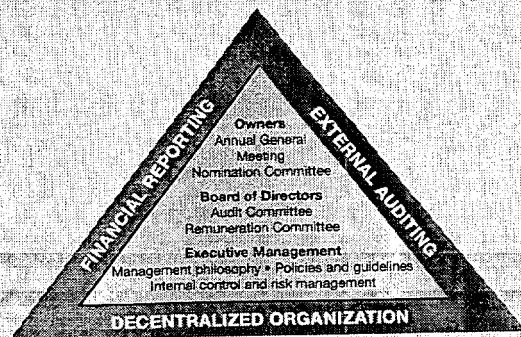 FINANCIAL REPORTING
EXTERNAL AUDITING
Owners
Annual General
Meeting
Nomination Committee
Board of Directors
Audit Committee
Remuneration Committee
Executive Management
Management philosophy • Policies and guidelines
Internal control and risk management
DECENTRALIZED ORGANIZATION